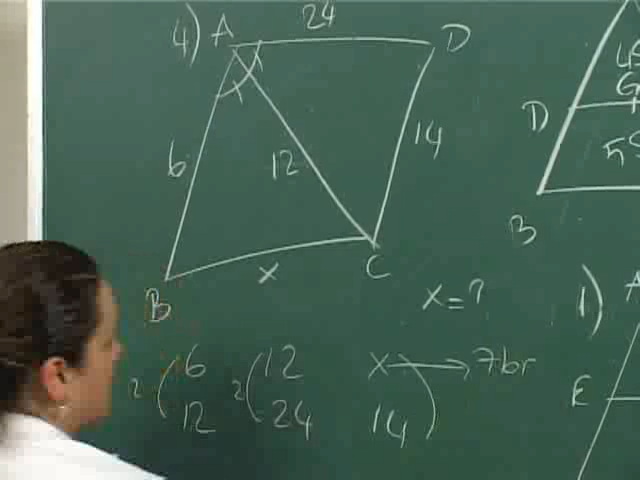 4) A 24 D
6 12 14
B x C
x = ?
2 ( 6 2 ( 12 x → 7br
12 24 14 )
D
B
1) A
E